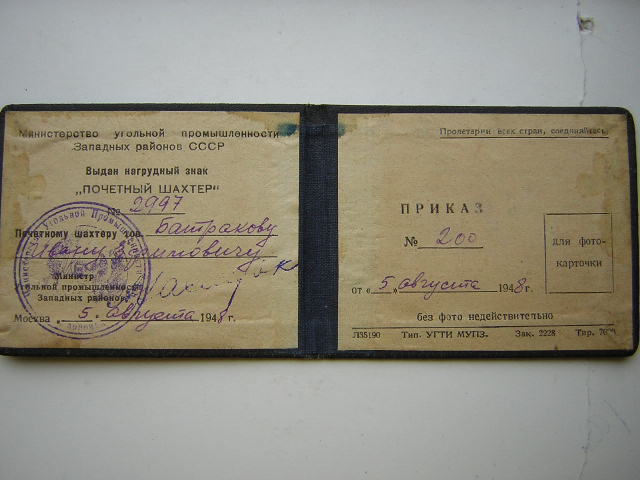 Министерство угольной промышленности
Западных районов СССР
Выдан нагрудный знак
„ПОЧЕТНЫЙ ШАХТЕР“
№ 2997
Почетному шахтеру тов. Батракову
Ивану
Министр
Угольной промышленности
Западных районов
Москва „ 5 „ августа 1948 г.
Пролетарии всех стран, соединяйтесь
ПРИКАЗ
№ 200
для фото-
карточки
от « 5 „ августа 1948 г.
без фото недействительно
Л35190 Тип. УГТИ МУПЗ. Зак. 2228 Тир.